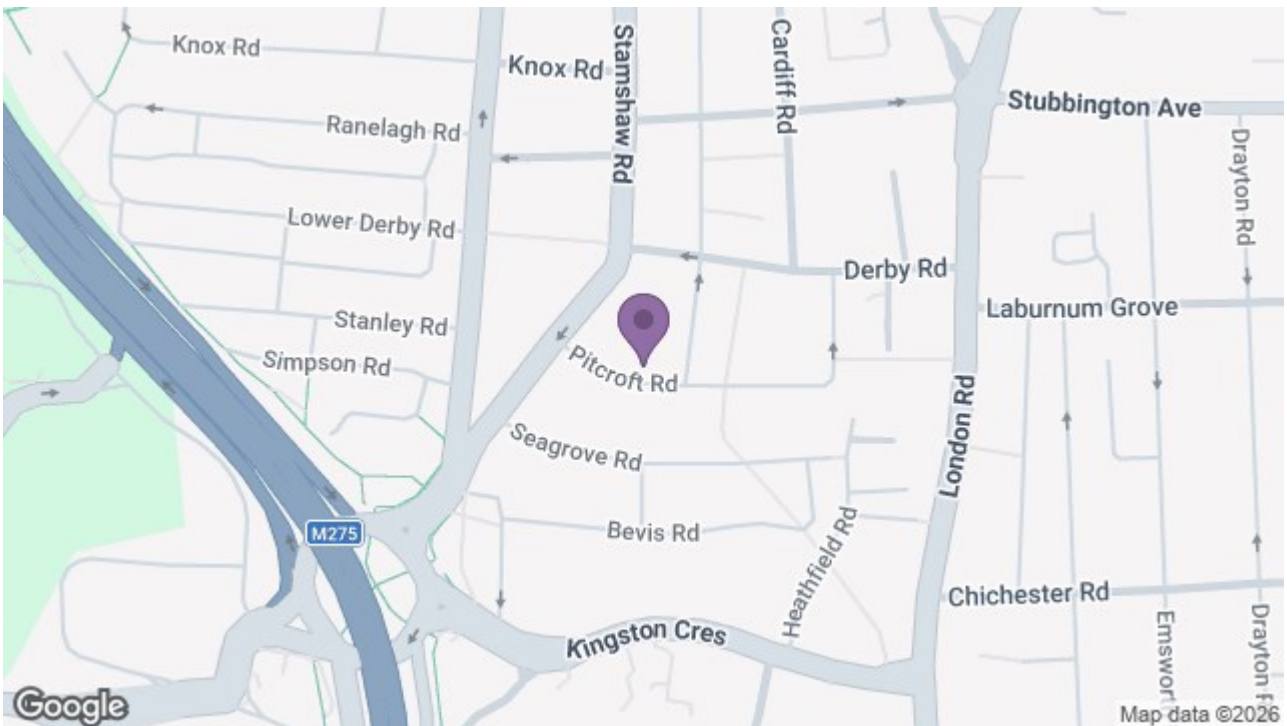 Knox Rd
Knox Rd
Stamshaw Rd
Cardiff Rd
Stubbington Ave
Ranelagh Rd
Drayton Rd
Lower Derby Rd
Derby Rd
Laburnum Grove
Stanley Rd
Simpson Rd
Pitcroft Rd
London Rd
Seagrove Rd
Bevis Rd
M275
Heathfield Rd
Chichester Rd
Kingston Cres
Emswort
Drayton R
Google
Map data ©2026